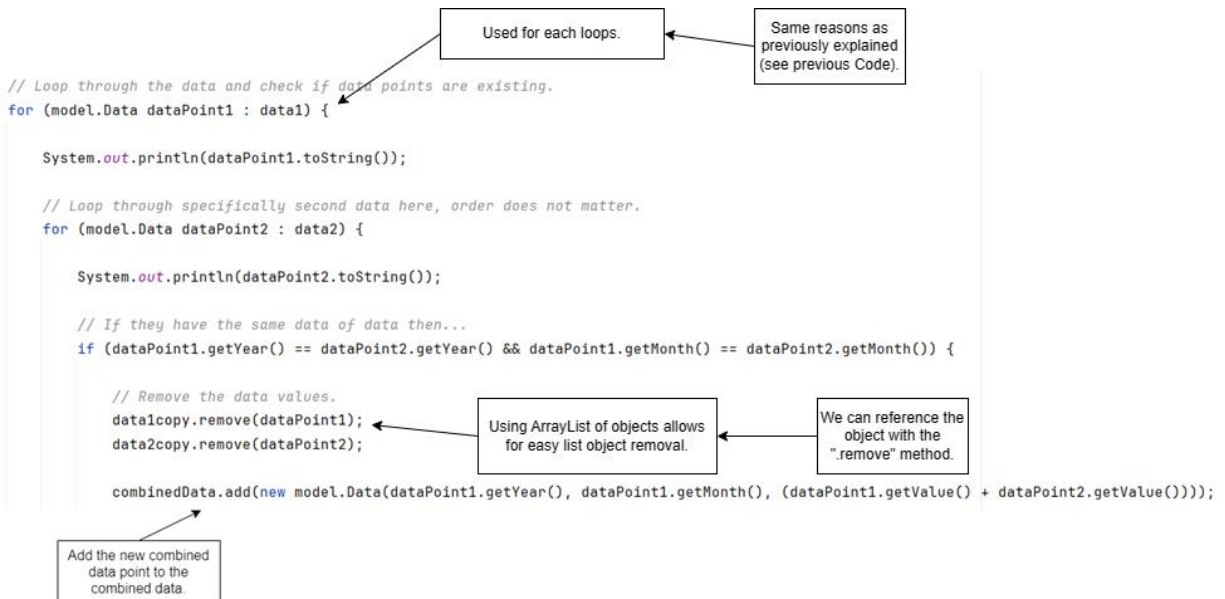 Used for each loops.
Same reasons as
previously explained
(see previous Code).
// Loop through the data and check if data points are existing.
for (model.Data dataPoint1 : data1) {
System.out.println(dataPoint1.toString());
// Loop through specifically second data here, order does not matter.
for (model.Data dataPoint2 : data2) {
System.out.println(dataPoint2.toString());
// If they have the same data of data then...
if (dataPoint1.getYear() == dataPoint2.getYear() && dataPoint1.getMonth() == dataPoint2.getMonth()) {
// Remove the data values.
data1copy.remove(dataPoint1);
data2copy.remove(dataPoint2);
Using ArrayList of objects allows
for easy list object removal.
We can reference the
object with the
".remove" method.
combinedData.add(new model.Data(dataPoint1.getYear(), dataPoint1.getMonth(), (dataPoint1.getValue() + dataPoint2.getValue())));
Add the new combined
data point to the
combined data.